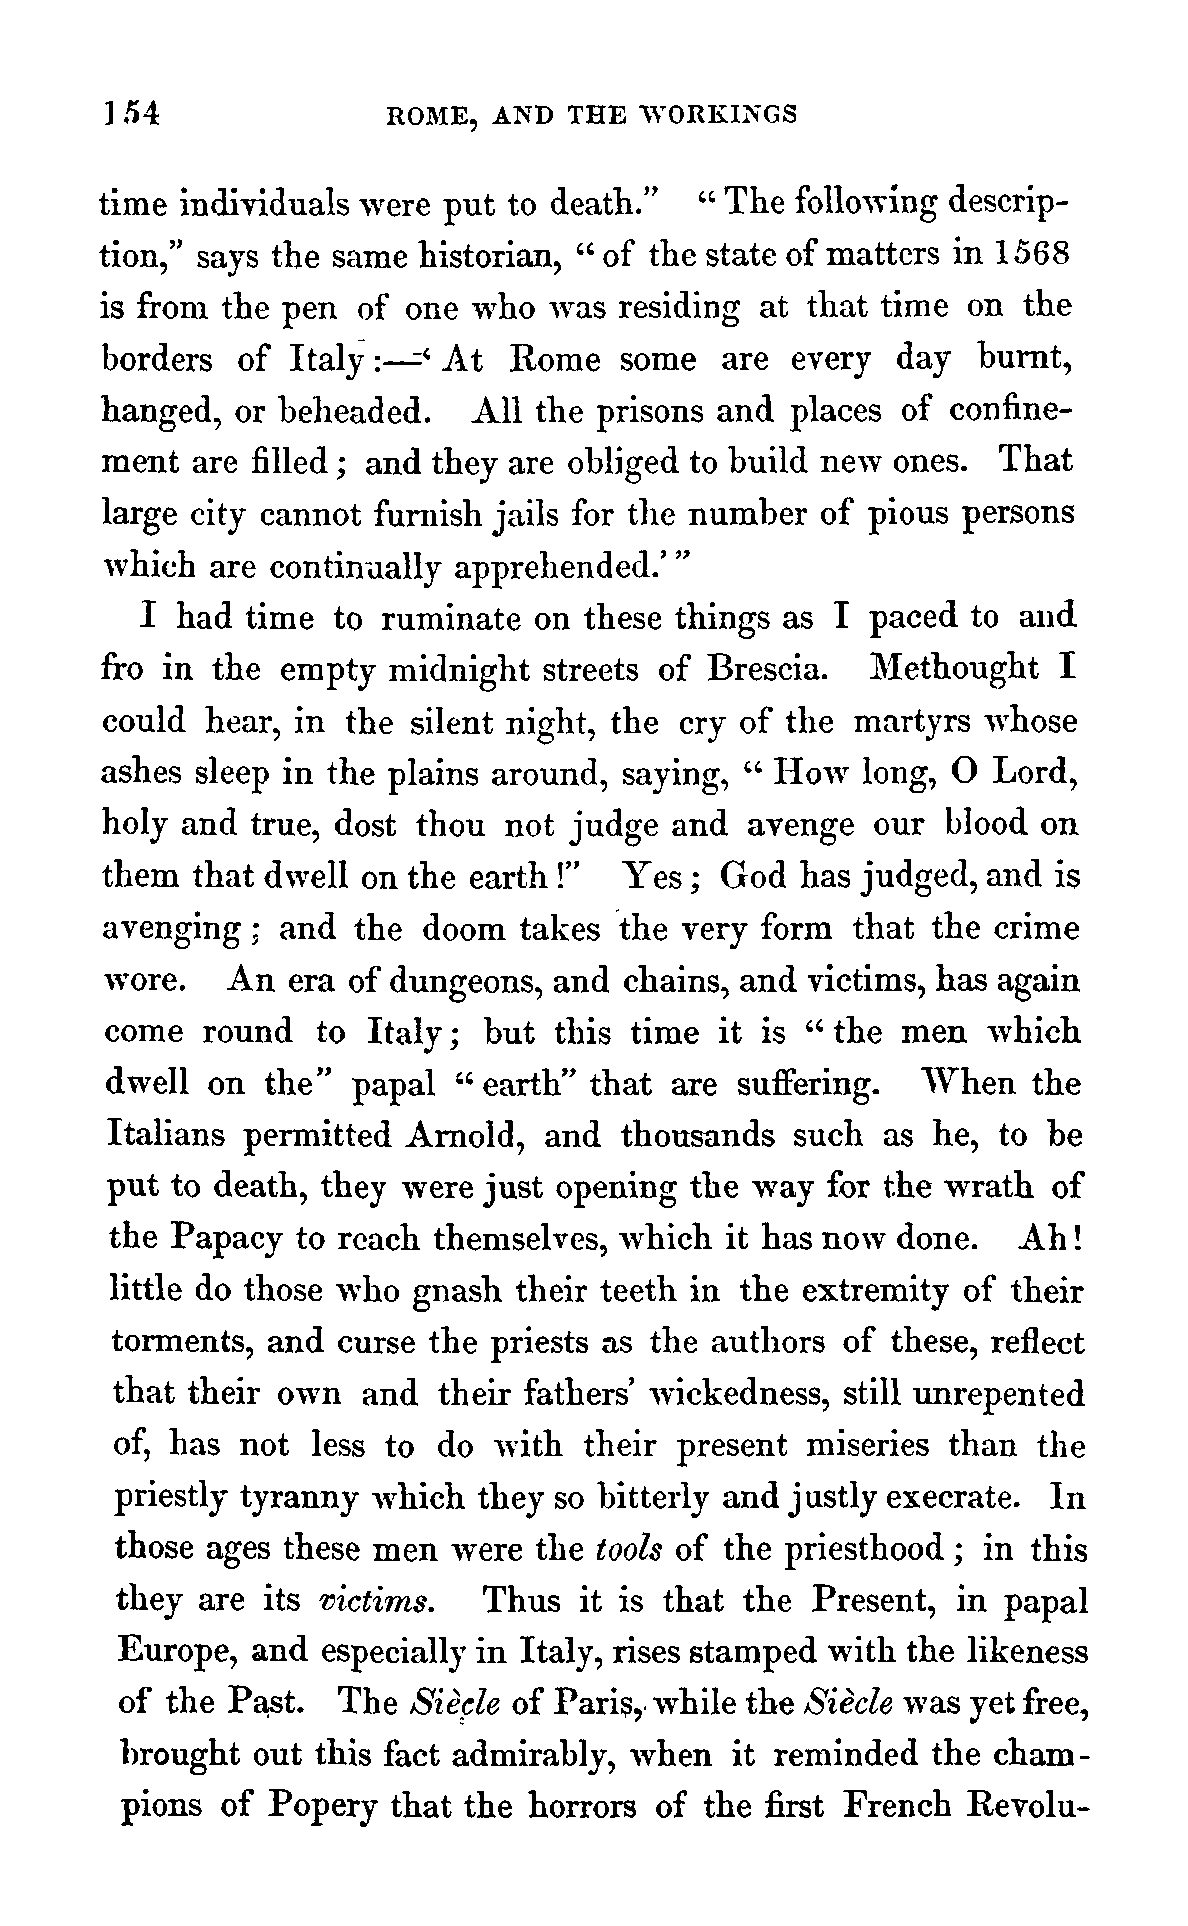 154 ROME, AND THE WORKINGS
time individuals were put to death." "The following descrip-
tion," says the same historian, "of the state of matters in 1568
is from the pen of one who was residing at that time on the
borders of Italy:—'At Rome some are every day burnt,
hanged, or beheaded. All the prisons and places of confine-
ment are filled; and they are obliged to build new ones. That
large city cannot furnish jails for the number of pious persons
which are continually apprehended.'"
I had time to ruminate on these things as I paced to and
fro in the empty midnight streets of Brescia. Methought I
could hear, in the silent night, the cry of the martyrs whose
ashes sleep in the plains around, saying, "How long, O Lord,
holy and true, dost thou not judge and avenge our blood on
them that dwell on the earth!" Yes; God has judged, and is
avenging; and the doom takes the very form that the crime
wore. An era of dungeons, and chains, and victims, has again
come round to Italy; but this time it is "the men which
dwell on the" papal "earth" that are suffering. When the
Italians permitted Arnold, and thousands such as he, to be
put to death, they were just opening the way for the wrath of
the Papacy to reach themselves, which it has now done. Ah!
little do those who gnash their teeth in the extremity of their
torments, and curse the priests as the authors of these, reflect
that their own and their fathers' wickedness, still unrepented
of, has not less to do with their present miseries than the
priestly tyranny which they so bitterly and justly execrate. In
those ages these men were the tools of the priesthood; in this
they are its victims. Thus it is that the Present, in papal
Europe, and especially in Italy, rises stamped with the likeness
of the Past. The Siècle of Paris, while the Siècle was yet free,
brought out this fact admirably, when it reminded the cham-
pions of Popery that the horrors of the first French Revolu-